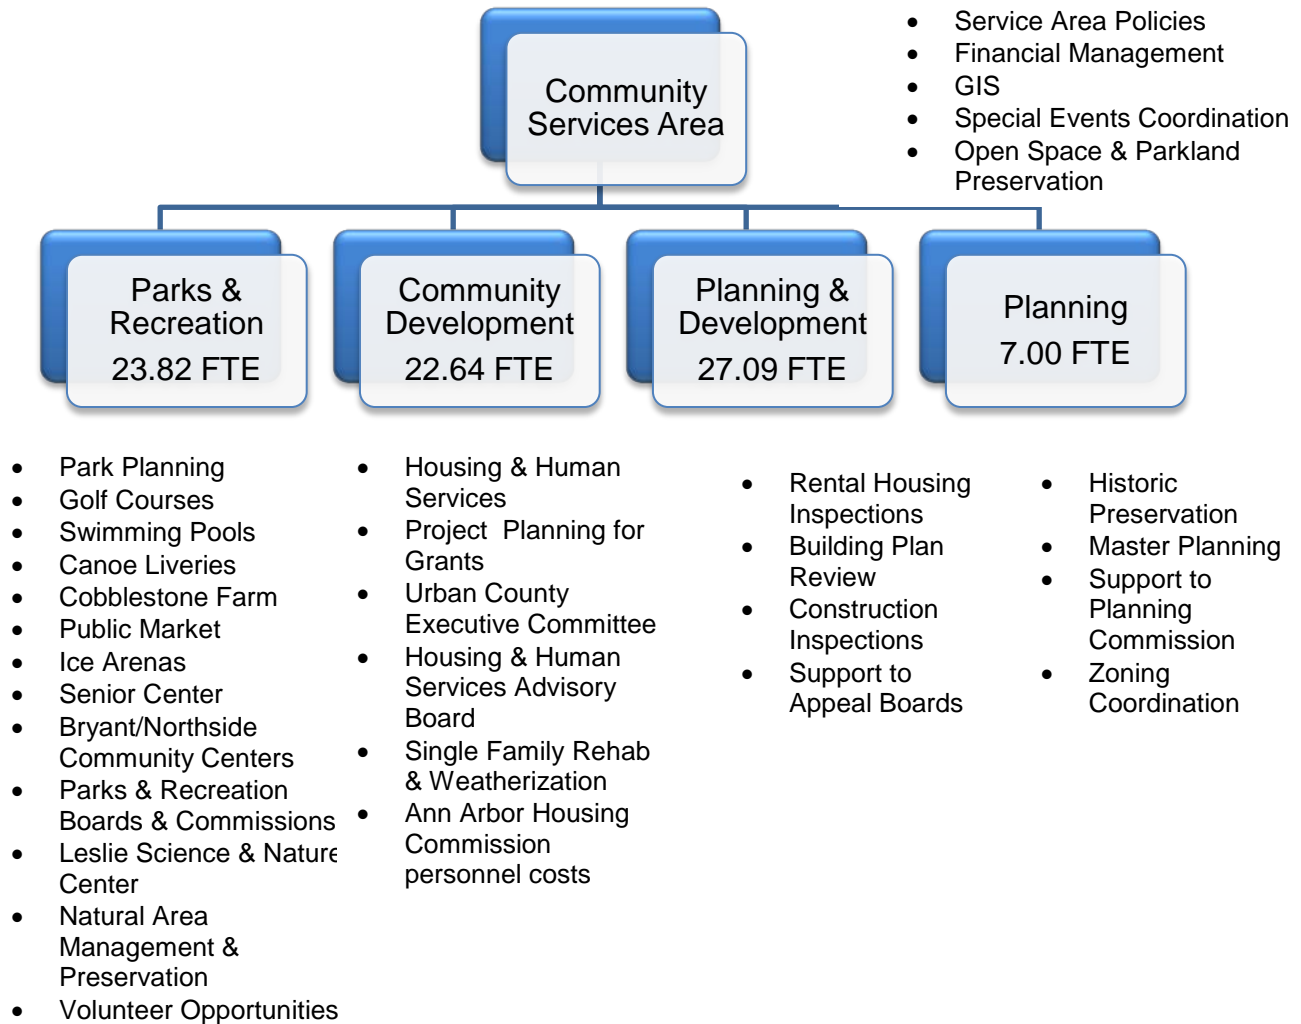 Community
Services Area
• Service Area Policies
• Financial Management
• GIS
• Special Events Coordination
• Open Space & Parkland
Preservation
Parks &
Recreation
23.82 FTE
Community
Development
22.64 FTE
Planning &
Development
27.09 FTE
Planning
7.00 FTE
• Park Planning
• Golf Courses
• Swimming Pools
• Canoe Liveries
• Cobblestone Farm
• Public Market
• Ice Arenas
• Senior Center
• Bryant/Northside
Community Centers
• Parks & Recreation
Boards & Commissions
• Leslie Science & Nature
Center
• Natural Area
Management &
Preservation
• Volunteer Opportunities
• Housing & Human
Services
• Project Planning for
Grants
• Urban County
Executive Committee
• Housing & Human
Services Advisory
Board
• Single Family Rehab
& Weatherization
• Ann Arbor Housing
Commission
personnel costs
• Rental Housing
Inspections
• Building Plan
Review
• Construction
Inspections
• Support to
Appeal Boards
• Historic
Preservation
• Master Planning
• Support to
Planning
Commission
• Zoning
Coordination